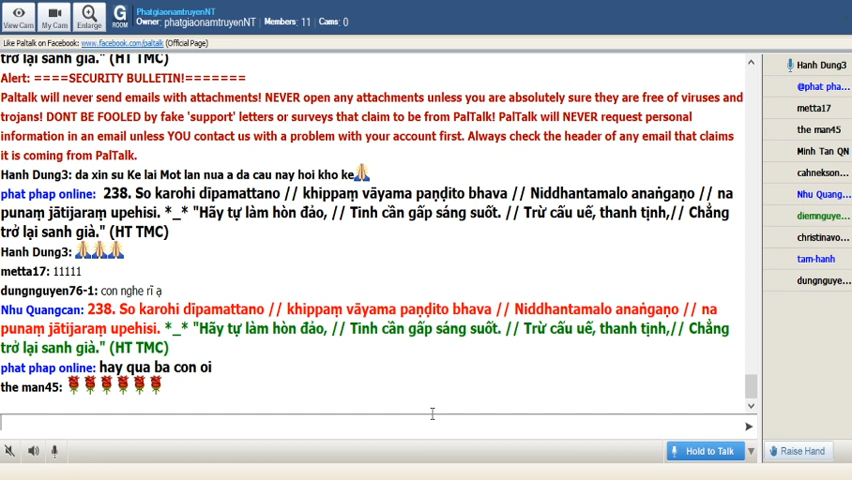 PhatgiaonamtruyenNT
Owner: phatgiaonamtruyenNT Members: 11 Cams: 0
View Cam My Cam Enlarge G ROOM
Like Paltalk on Facebook: www.facebook.com/paltalk (Official Page)
trở lại sanh già." (HT TMC)
Alert: ====SECURITY BULLETIN!=======
Paltalk will never send emails with attachments! NEVER open any attachments unless you are absolutely sure they are free of viruses and
trojans! DONT BE FOOLED by fake 'support' letters or surveys that claim to be from PalTalk! PalTalk will NEVER request personal
information in an email unless YOU contact us with a problem with your account first. Always check the header of any email that claims
it is coming from PalTalk.
Hanh Dung3: da xin su Ke lai Mot lan nua a da cau nay hoi kho ke
phat phap online: 238. So karohi dīpamattano // khippaṃ vāyama paṇḍito bhava // Niddhantamalo anaṅgaṇo // na
punaṃ jātijaraṃ upehisi. *_* "Hãy tự làm hòn đảo, // Tinh cần gấp sáng suốt. // Trừ cấu uế, thanh tịnh,// Chẳng
trở lại sanh già." (HT TMC)
Hanh Dung3:
metta17: 11111
dungnguyen76-1: con nghe rĩ ạ
Nhu Quangcan: 238. So karohi dīpamattano // khippaṃ vāyama paṇḍito bhava // Niddhantamalo anaṅgaṇo // na
punaṃ jātijaraṃ upehisi. *_* "Hãy tự làm hòn đảo, // Tinh cần gấp sáng suốt. // Trừ cấu uế, thanh tịnh,// Chẳng
trở lại sanh già." (HT TMC)
phat phap online: hay qua ba con oi
the man45:
Hold to Talk
Raise Hand
Hanh Dung3
@phat pha...
metta17
the man45
Minh Tan QN
cahnekson...
Nhu Quang...
diemnguye...
christinavo...
tam-hanh
dungnguye...